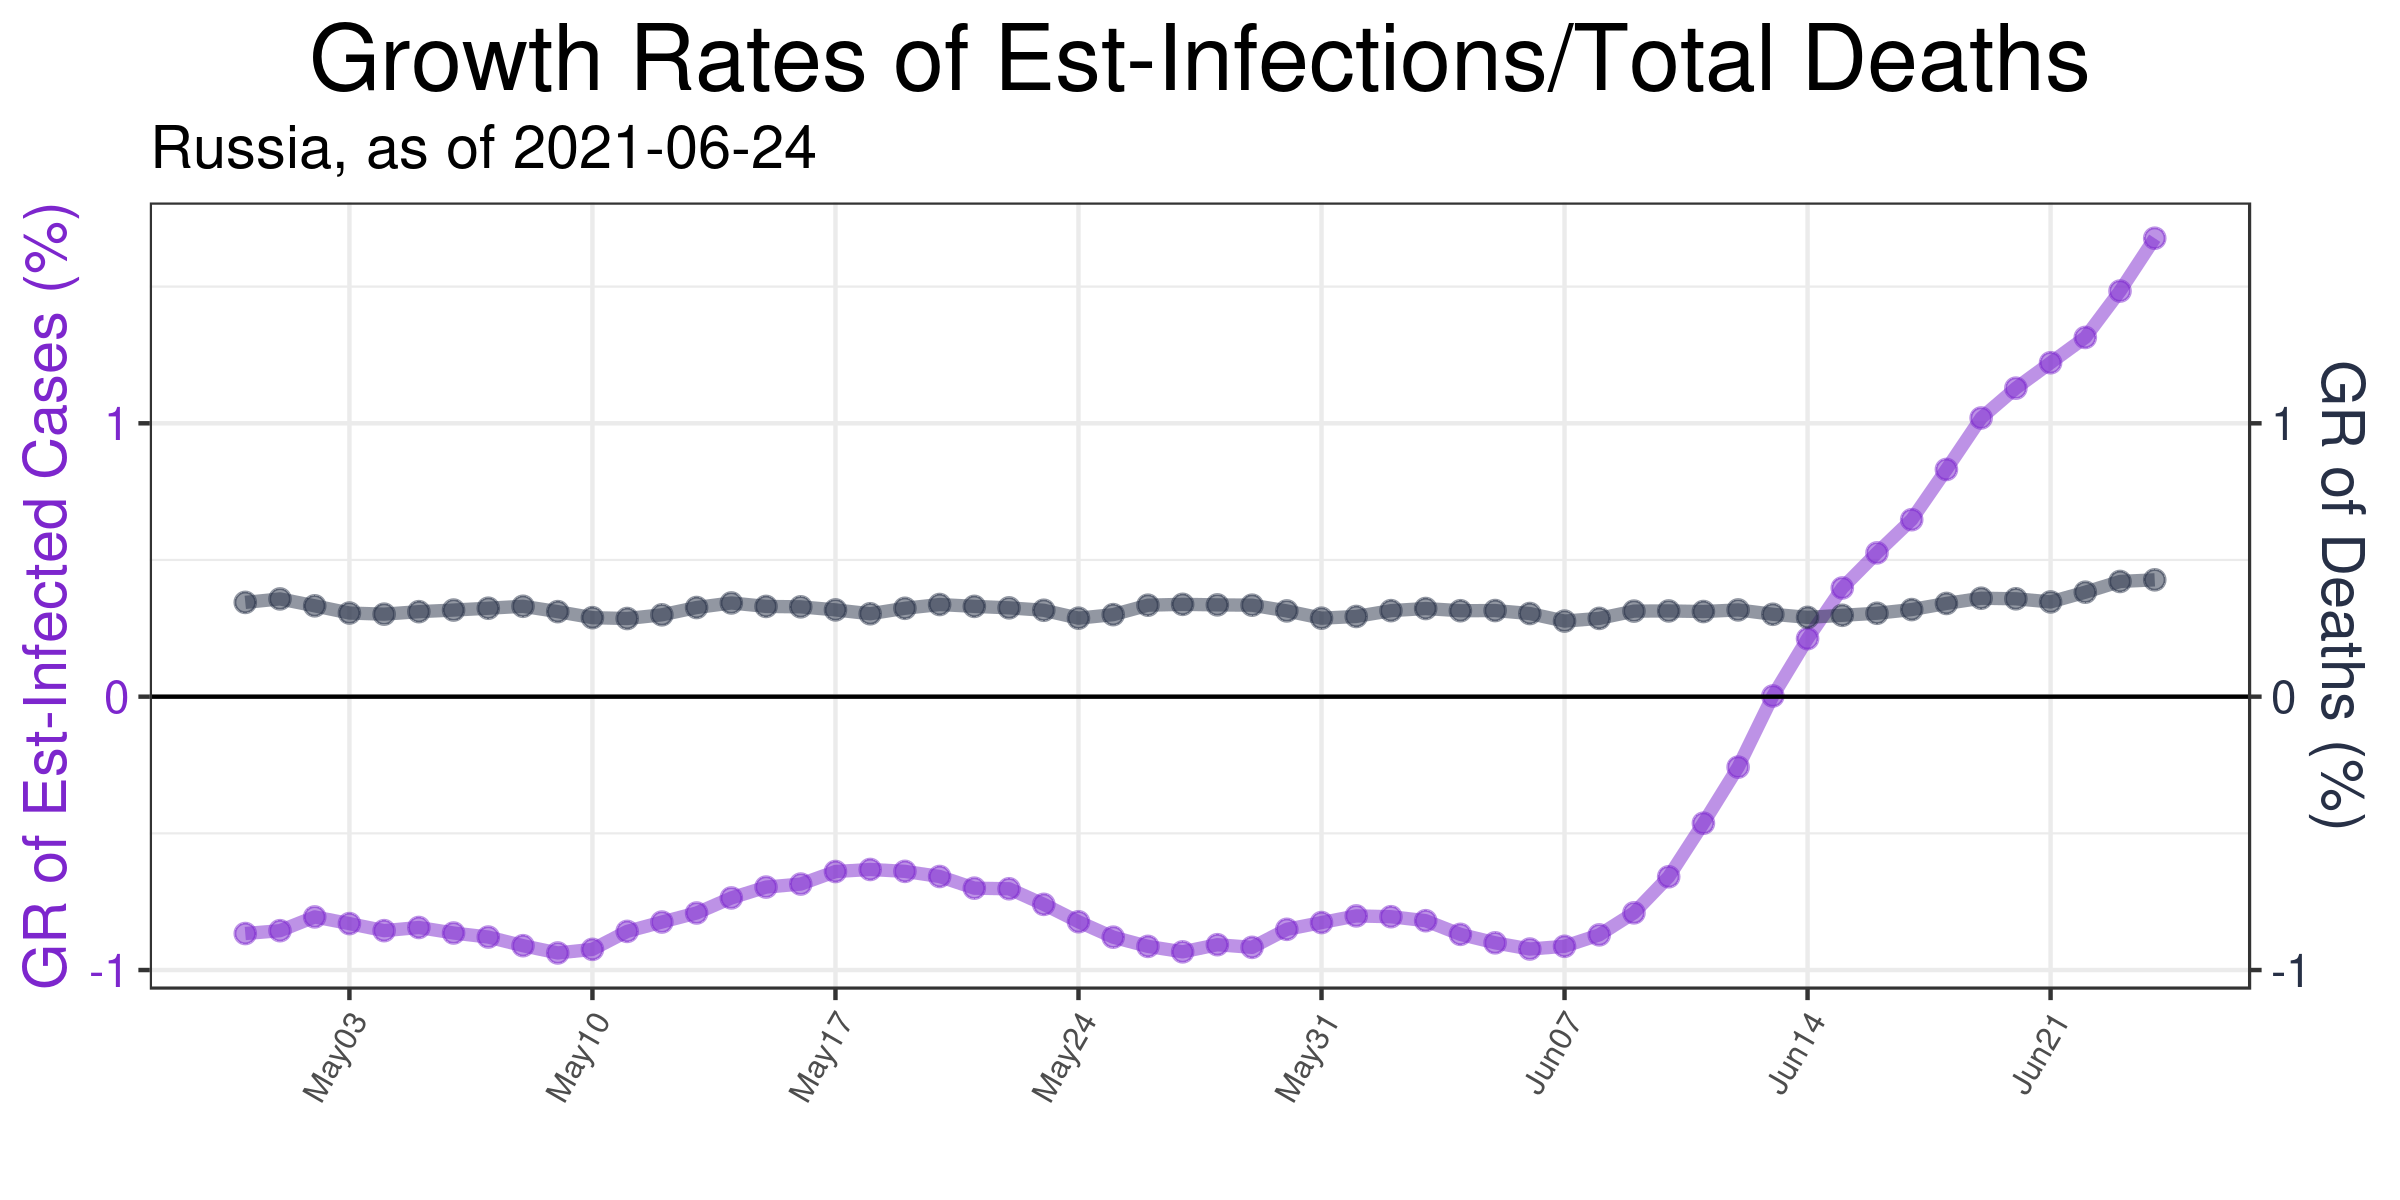 Growth Rates of Est-Infections/Total Deaths
Russia, as of 2021-06-24
GR of Est-Infected Cases (%)
1
0
-1
GR of Deaths (%)
1
0
-1
May03
May10
May17
May24
May31
Jun07
Jun14
Jun21